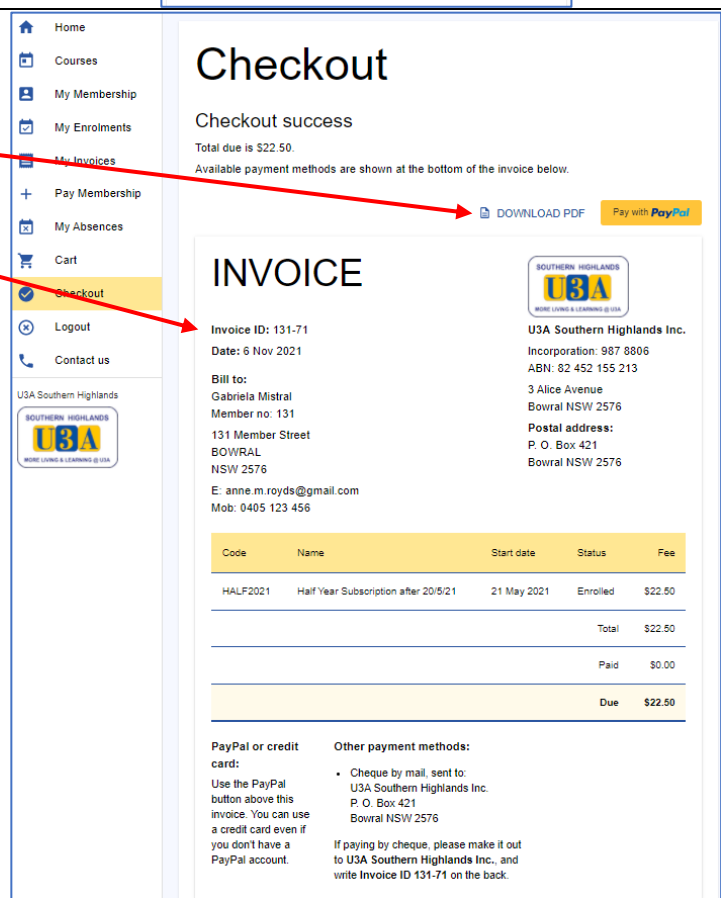 Home
Courses
My Membership
My Enrolments
My Invoices
Pay Membership
My Absences
Cart
Checkout
Logout
Contact us
U3A Southern Highlands
SOUTHERN HIGHLANDS
U3A
MORE LIVING & LEARNING @ U3A
Checkout
Checkout success
Total due is $22.50.
Available payment methods are shown at the bottom of the invoice below.
DOWNLOAD PDF
Pay with PayPal
INVOICE
SOUTHERN HIGHLANDS
U3A
MORE LIVING & LEARNING @ U3A
Invoice ID: 131-71
Date: 6 Nov 2021
Bill to:
Gabriela Mistral
Member no: 131
131 Member Street
BOWRAL
NSW 2576
E: anne.m.royds@gmail.com
Mob: 0405 123 456
U3A Southern Highlands Inc.
Incorporation: 987 8806
ABN: 82 452 155 213
3 Alice Avenue
Bowral NSW 2576
Postal address:
P. O. Box 421
Bowral NSW 2576
Code Name Start date Status Fee
HALF2021 Half Year Subscription after 20/5/21 21 May 2021 Enrolled $22.50
Total $22.50
Paid $0.00
Due $22.50
PayPal or credit
card:
Use the PayPal
button above this
invoice. You can use
a credit card even if
you don't have a
PayPal account.
Other payment methods:
• Cheque by mail, sent to:
U3A Southern Highlands Inc.
P. O. Box 421
Bowral NSW 2576
If paying by cheque, please make it out
to U3A Southern Highlands Inc., and
write Invoice ID 131-71 on the back.